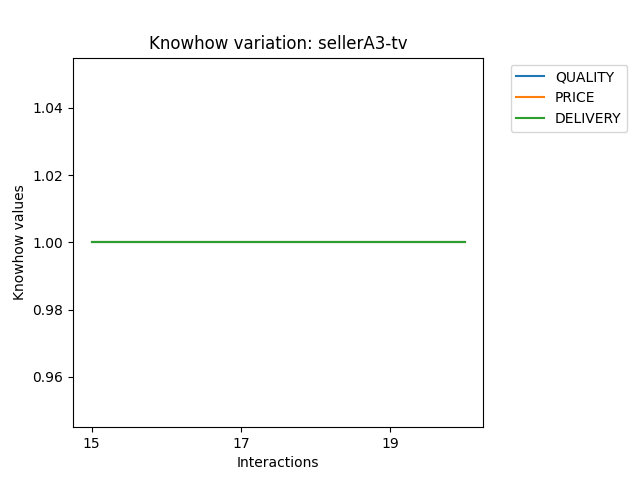 Knowhow variation: sellerA3-tv
QUALITY
PRICE
DELIVERY
1.04
1.02
1.00
0.98
0.96
Knowhow values
15 17 19
Interactions